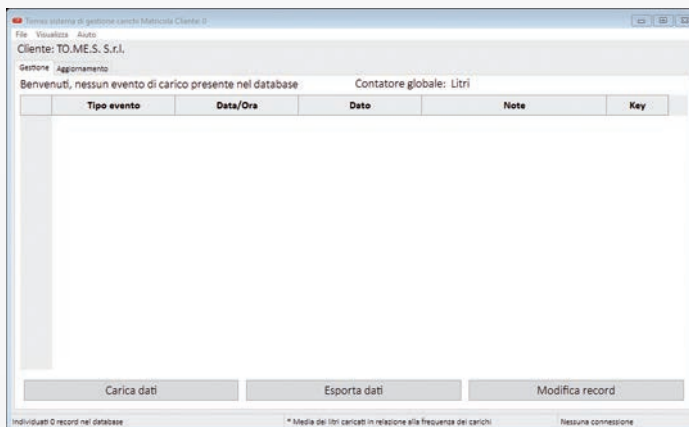 Tomes sistema di gestione carichi Matricola Cliente 0
File Visualizza Aiuto
Cliente: TO.ME.S. S.r.l.
Gestione Aggiornamento
Benvenuti, nessun evento di carico presente nel database Contatore globale: Litri
Tipo evento Data/Ora Dato Note Key
Carica dati Esporta dati Modifica record
Individuati 0 record nel database * Media dei litri caricati in relazione alla frequenza dei carichi Nessuna connessione